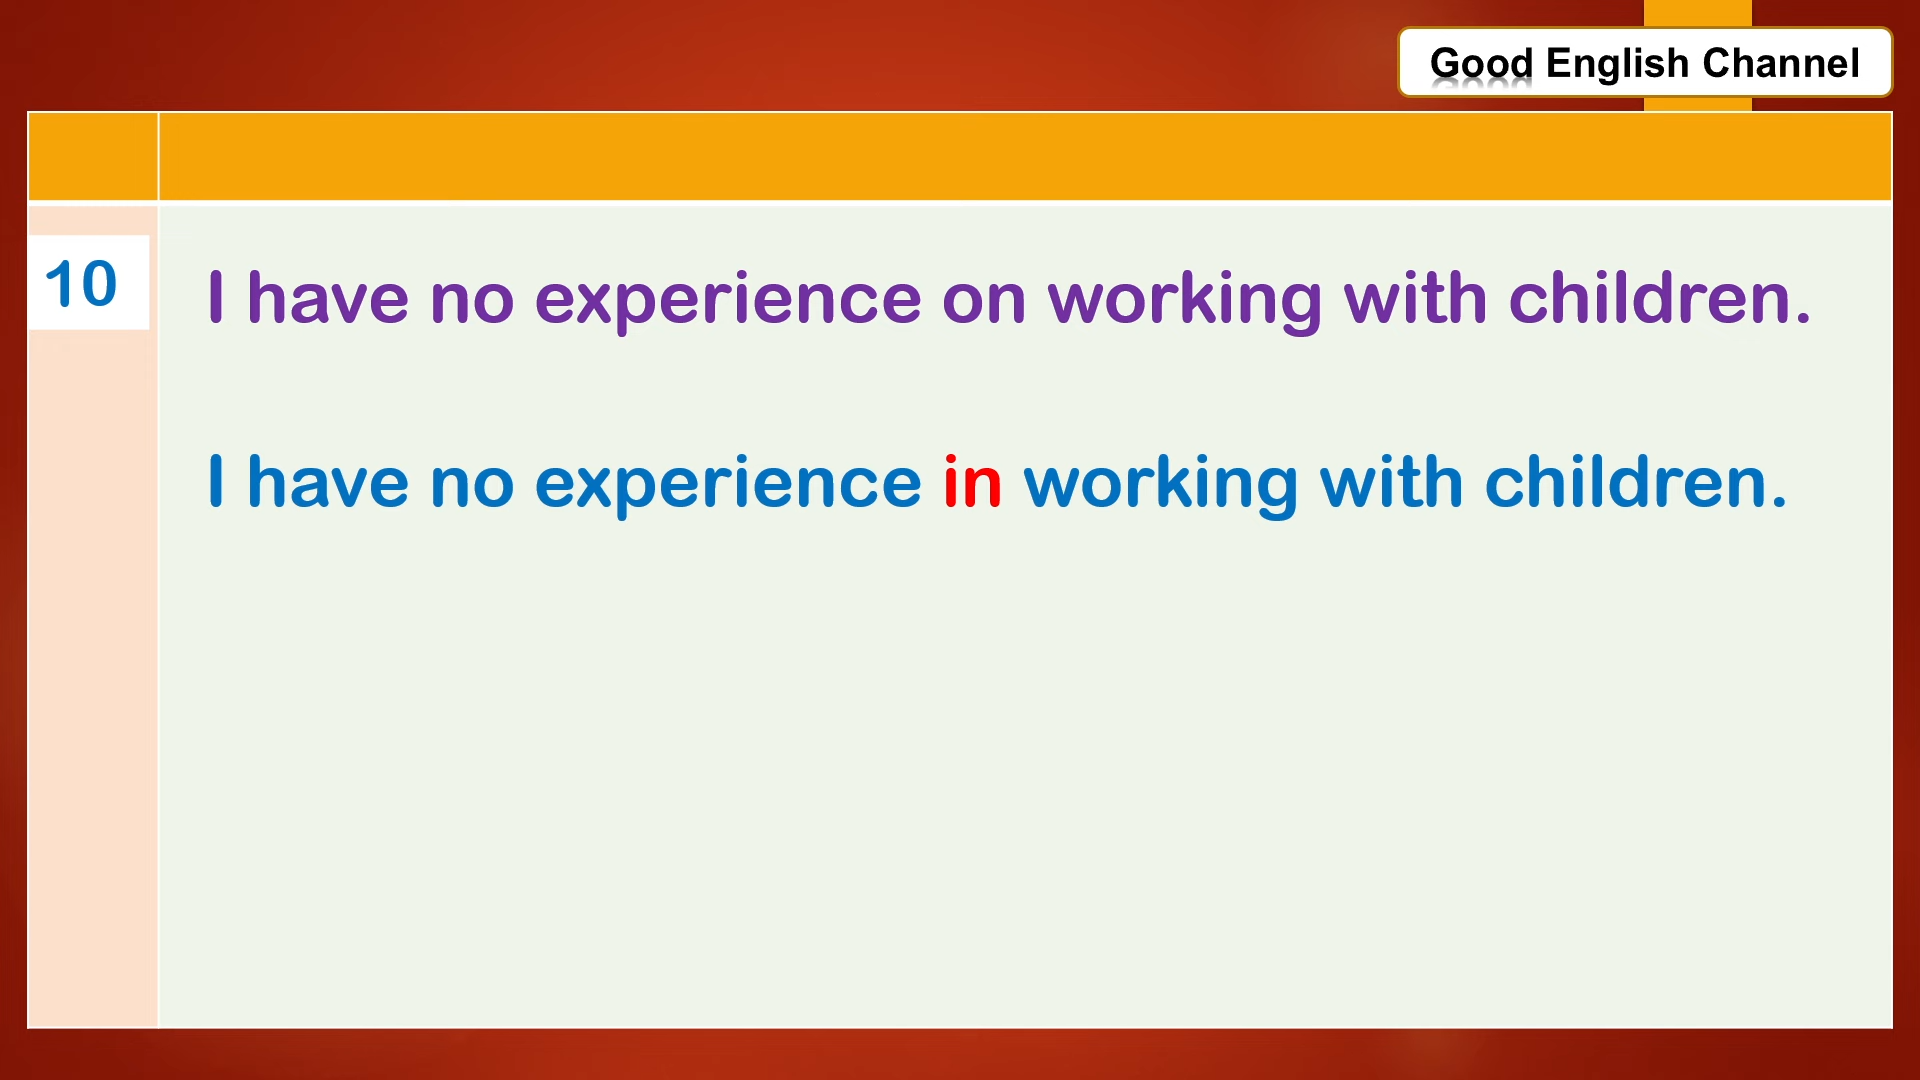 Good English Channel
10
I have no experience on working with children.
I have no experience in working with children.